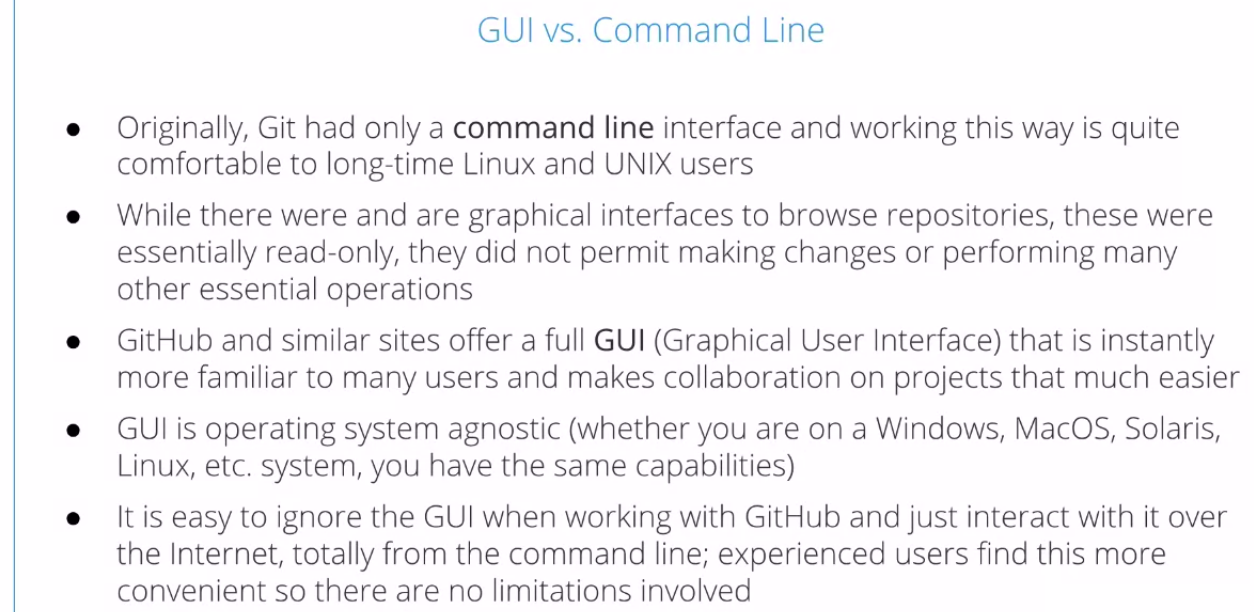 GUI vs. Command Line
● Originally, Git had only a command line interface and working this way is quite
comfortable to long-time Linux and UNIX users
● While there were and are graphical interfaces to browse repositories, these were
essentially read-only, they did not permit making changes or performing many
other essential operations
● GitHub and similar sites offer a full GUI (Graphical User Interface) that is instantly
more familiar to many users and makes collaboration on projects that much easier
● GUI is operating system agnostic (whether you are on a Windows, MacOS, Solaris,
Linux, etc. system, you have the same capabilities)
● It is easy to ignore the GUI when working with GitHub and just interact with it over
the Internet, totally from the command line; experienced users find this more
convenient so there are no limitations involved